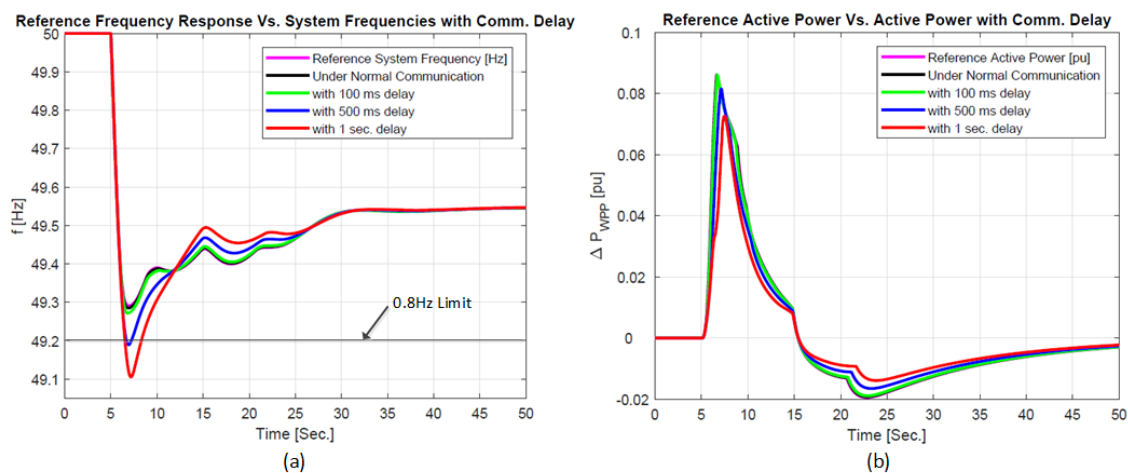 Reference Frequency Response Vs. System Frequencies with Comm. Delay
50
49.9
49.8
49.7
49.6
49.5
49.4
49.3
49.2
49.1
f [Hz]
Reference System Frequency [Hz]
Under Normal Communication
with 100 ms delay
with 500 ms delay
with 1 sec. delay
0.8Hz Limit
0 5 10 15 20 25 30 35 40 45 50
Time [Sec.]
(a)
Reference Active Power Vs. Active Power with Comm. Delay
0.1
0.08
0.06
0.04
0.02
0
-0.02
Δ P_WPP [pu]
Reference Active Power [pu]
Under Normal Communication
with 100 ms delay
with 500 ms delay
with 1 sec. delay
0 5 10 15 20 25 30 35 40 45 50
Time [Sec.]
(b)